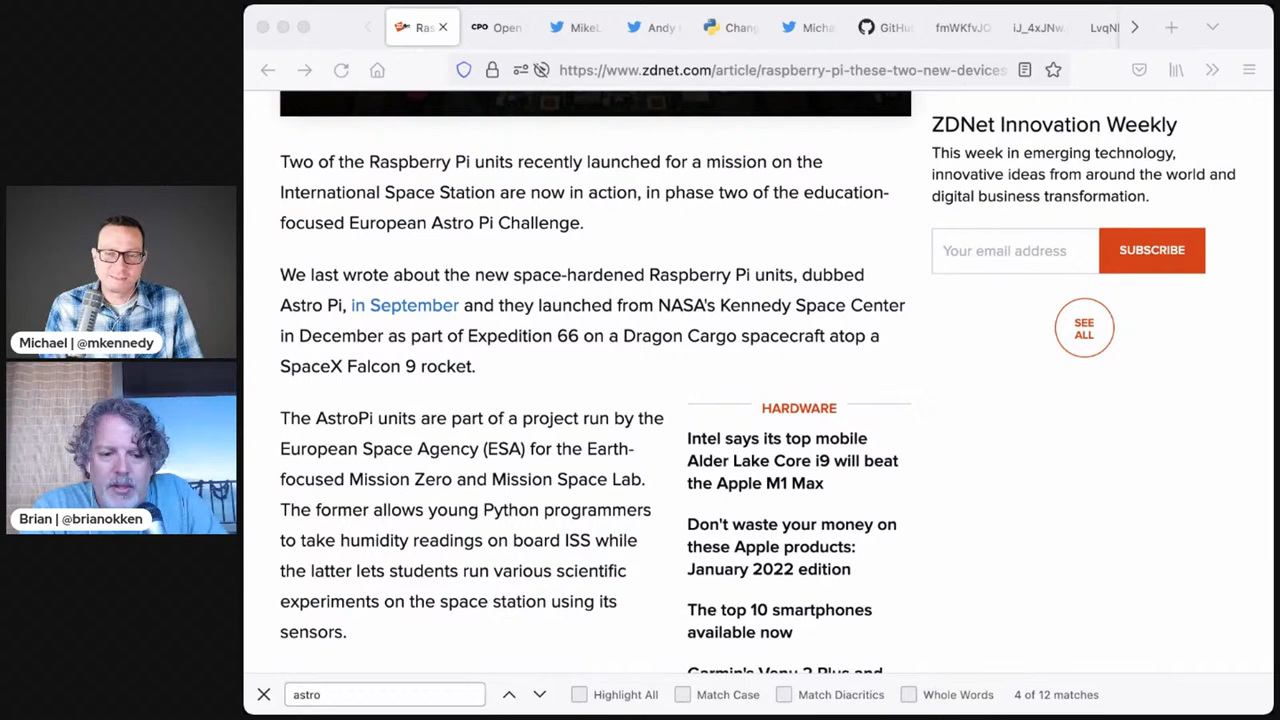 Ras
CPO Open
MikeL
Andy
Chang
Micha
GitHu
fmWKfvJC
iJ_4xJNw
LvqN
https://www.zdnet.com/article/raspberry-pi-these-two-new-devices
Two of the Raspberry Pi units recently launched for a mission on the
International Space Station are now in action, in phase two of the education-
focused European Astro Pi Challenge.
We last wrote about the new space-hardened Raspberry Pi units, dubbed
Astro Pi, in September and they launched from NASA's Kennedy Space Center
in December as part of Expedition 66 on a Dragon Cargo spacecraft atop a
SpaceX Falcon 9 rocket.
The AstroPi units are part of a project run by the
European Space Agency (ESA) for the Earth-
focused Mission Zero and Mission Space Lab.
The former allows young Python programmers
to take humidity readings on board ISS while
the latter lets students run various scientific
experiments on the space station using its
sensors.
HARDWARE
Intel says its top mobile
Alder Lake Core i9 will beat
the Apple M1 Max
Don't waste your money on
these Apple products:
January 2022 edition
The top 10 smartphones
available now
Garmin's Venu 2 Plus and
ZDNet Innovation Weekly
This week in emerging technology,
innovative ideas from around the world and
digital business transformation.
Your email address
SUBSCRIBE
SEE
ALL
Michael | @mkennedy
Brian | @brianokken
astro
Highlight All
Match Case
Match Diacritics
Whole Words
4 of 12 matches